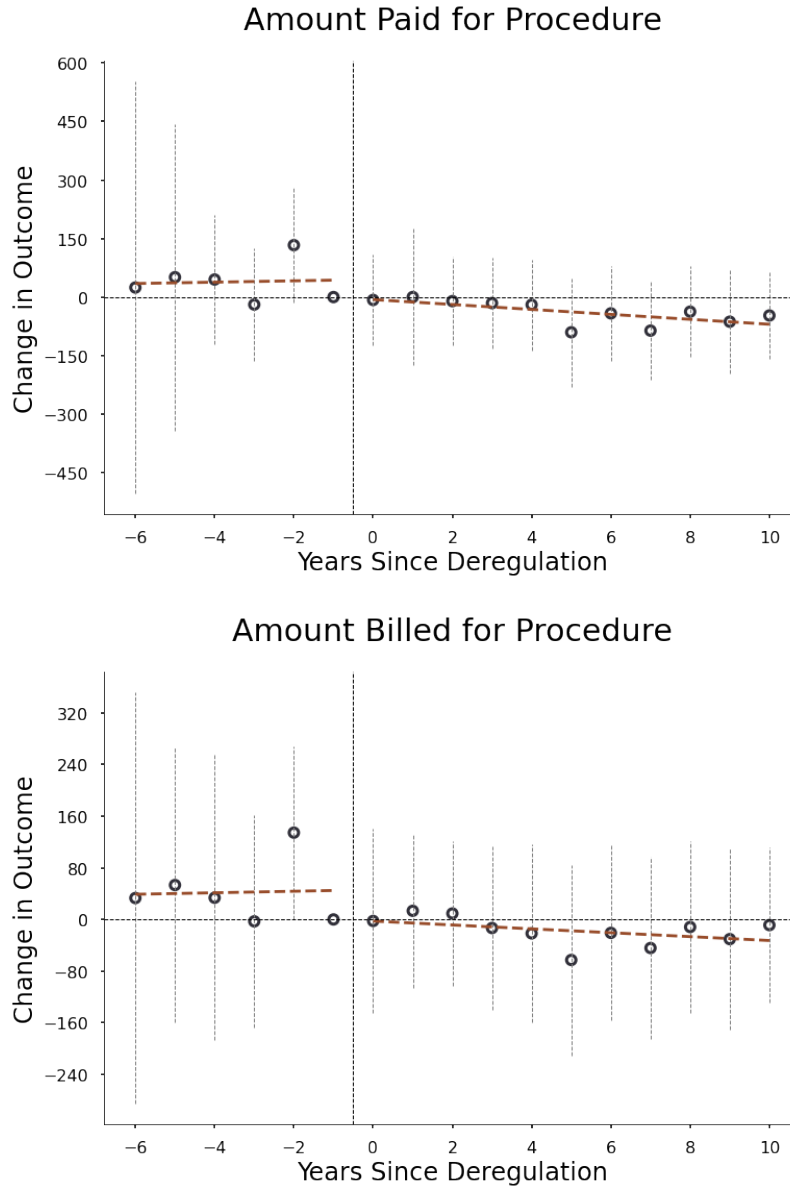 Amount Paid for Procedure
600
450
300
150
0
−150
−300
−450
Change in Outcome
−6 −4 −2 0 2 4 6 8 10
Years Since Deregulation
Amount Billed for Procedure
320
240
160
80
0
−80
−160
−240
Change in Outcome
−6 −4 −2 0 2 4 6 8 10
Years Since Deregulation